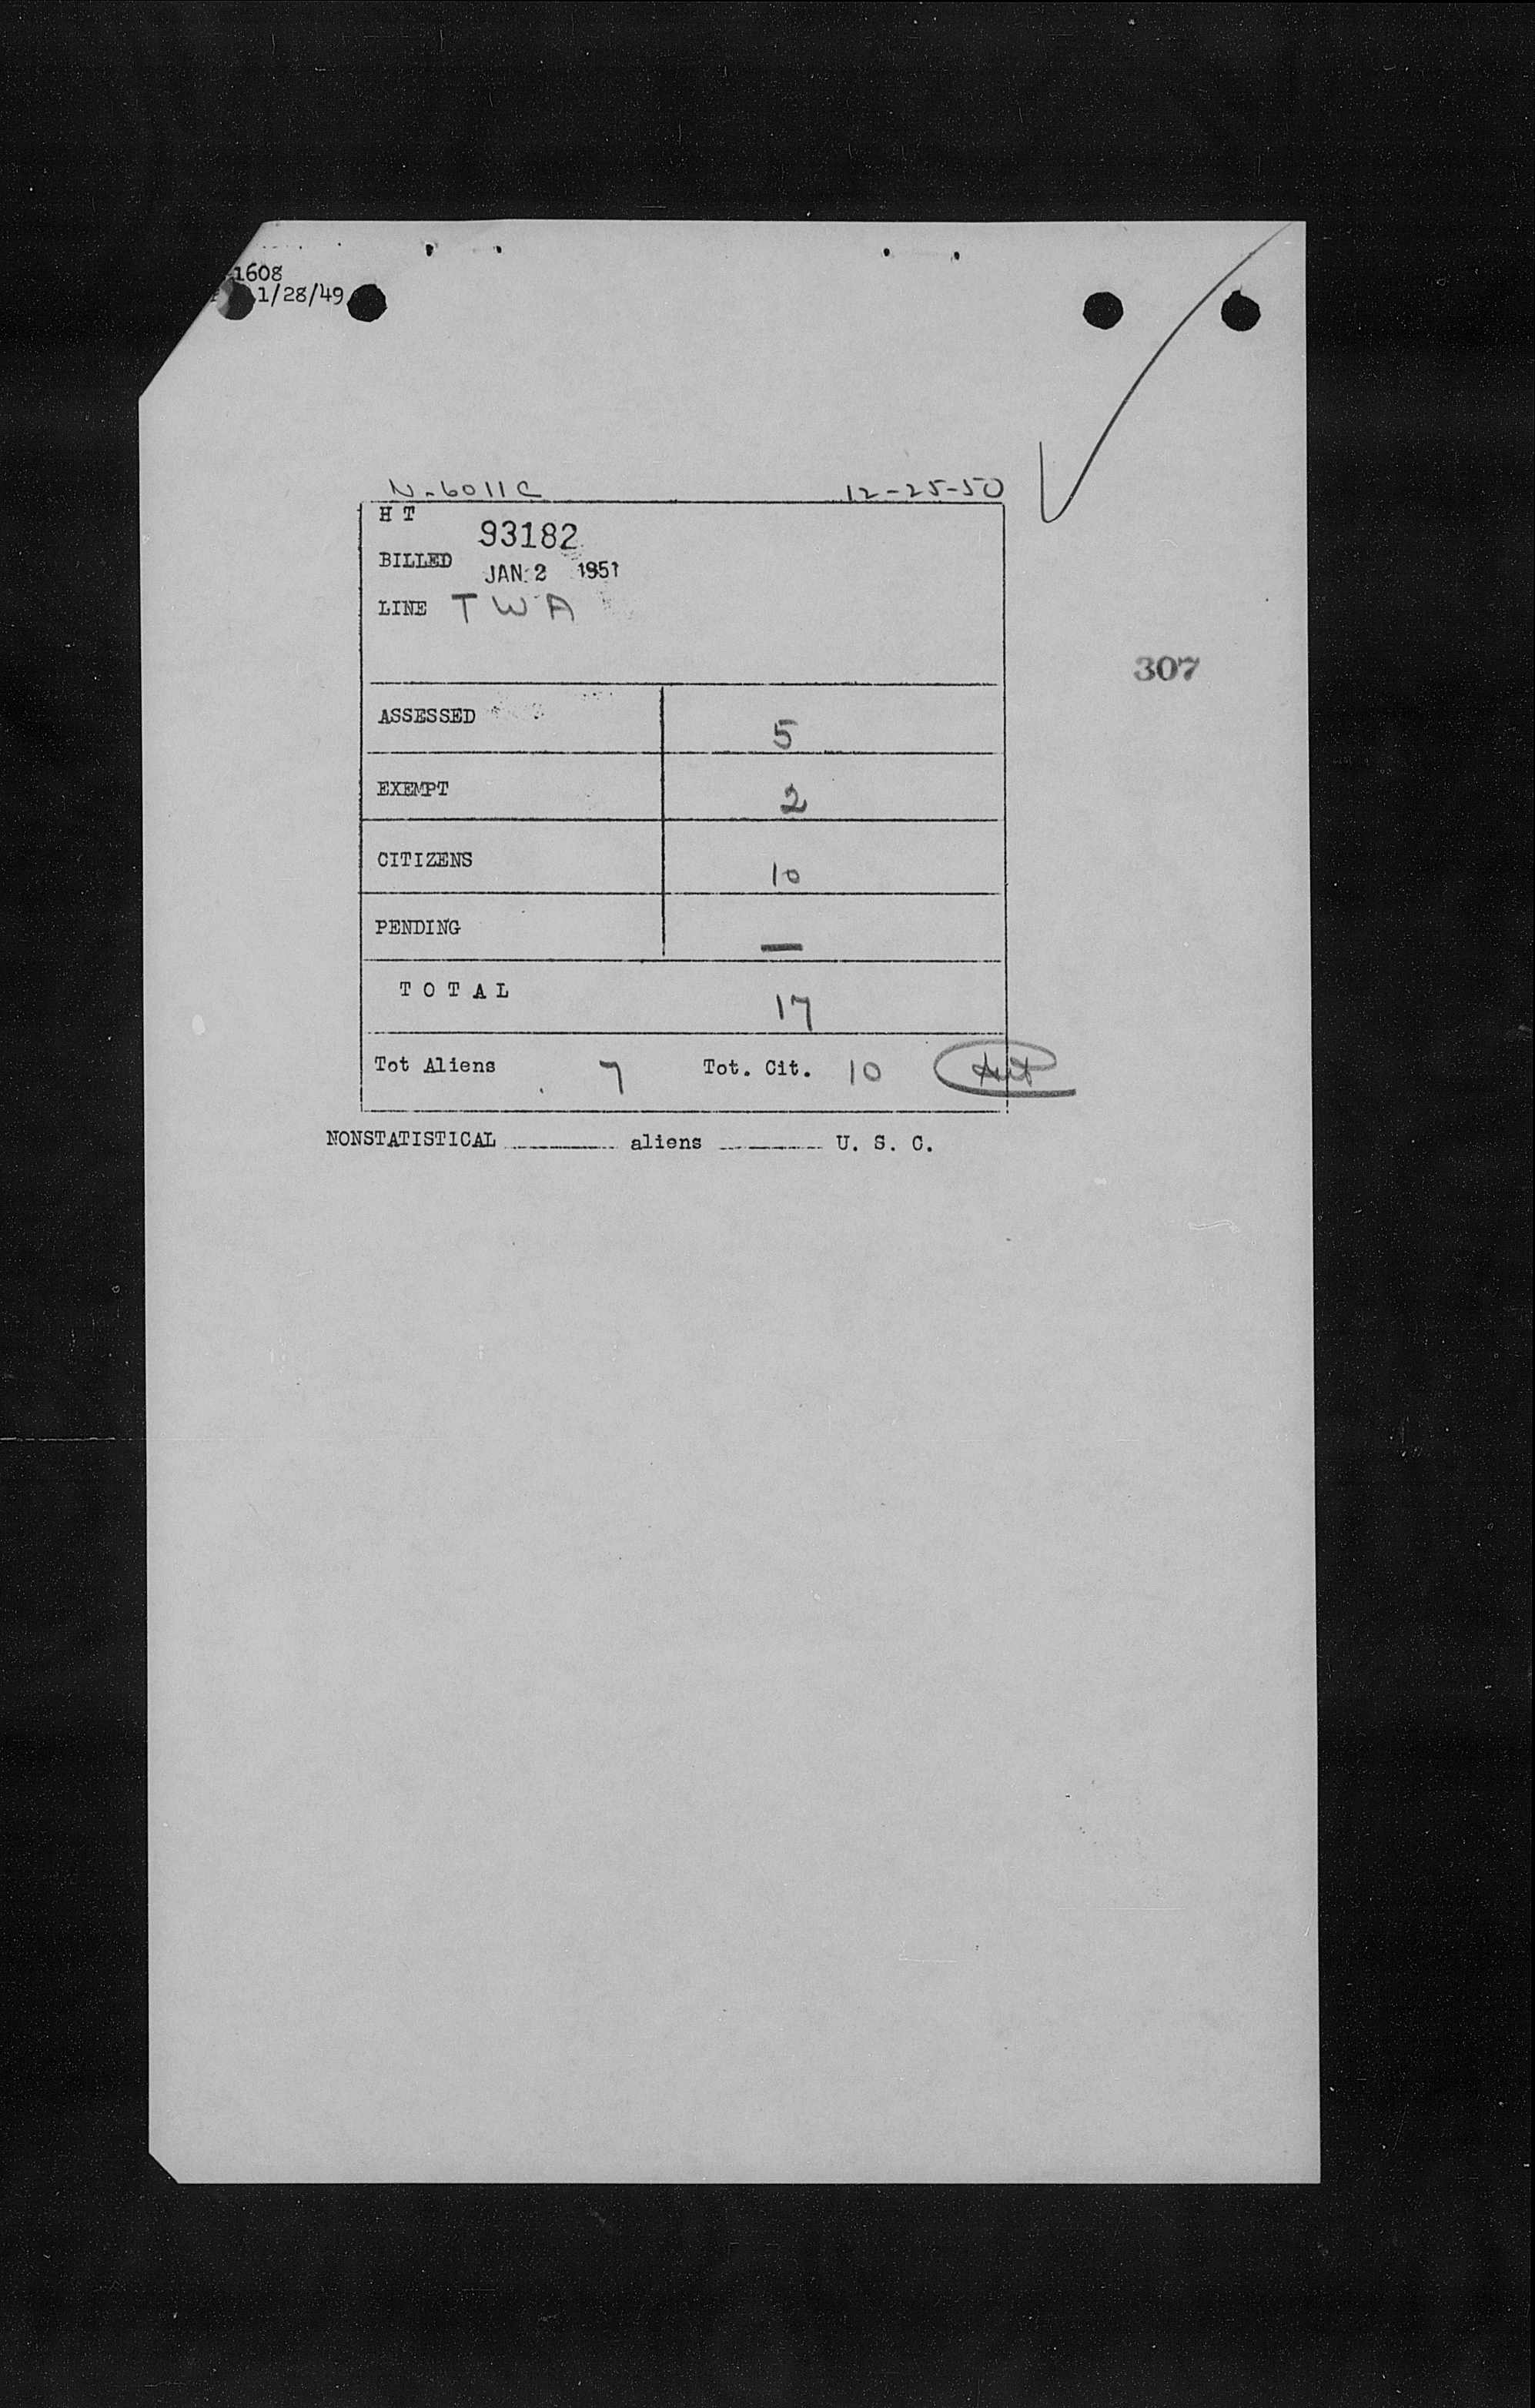 1608
1/28/49
N-6011C 12-25-50
H T 93182
BILLED JAN 2 1951
LINE TWA
307
ASSESSED 5
EXEMPT 2
CITIZENS 10
PENDING —
T O T A L 17
Tot Aliens 7 Tot. Cit. 10
NONSTATISTICAL aliens U. S. C.